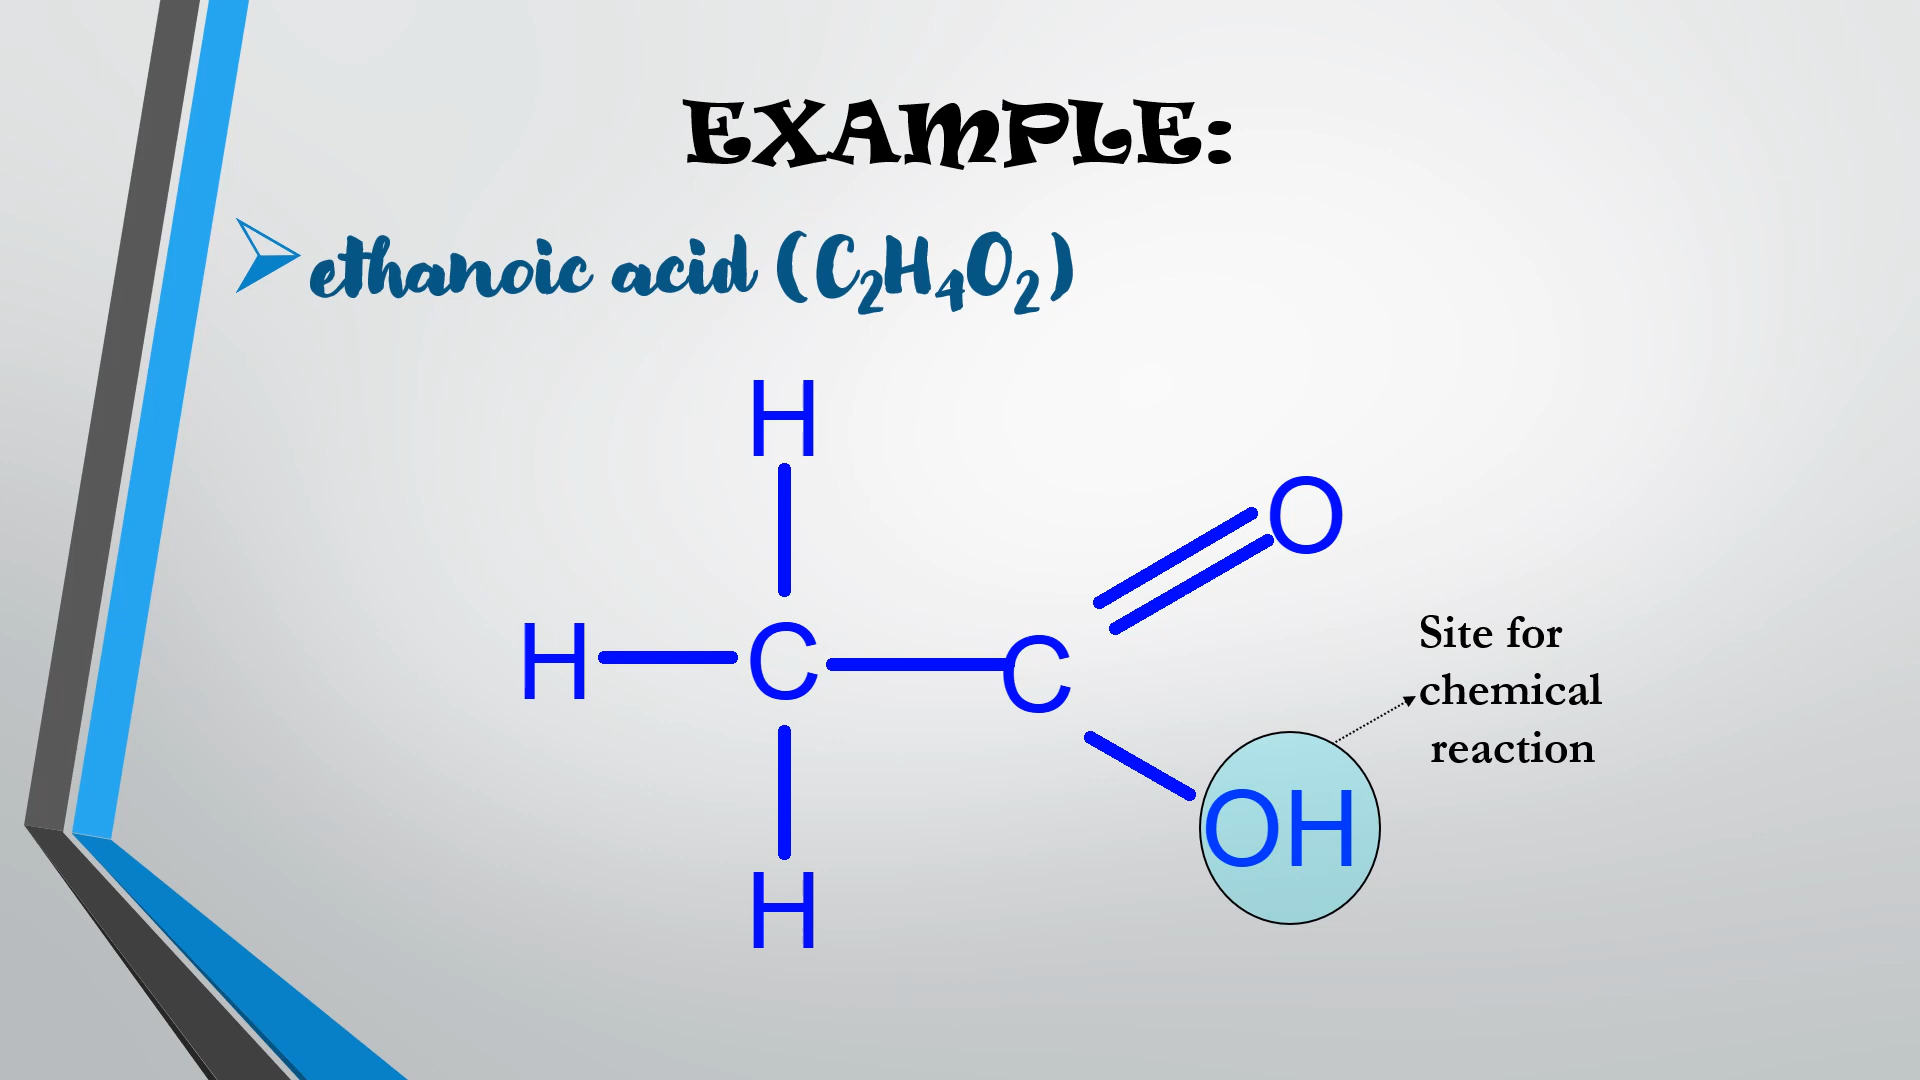 EXAMPLE:
ethanoic acid (C₂H₄O₂)
H
O
H C C
Site for
chemical
reaction
OH
H